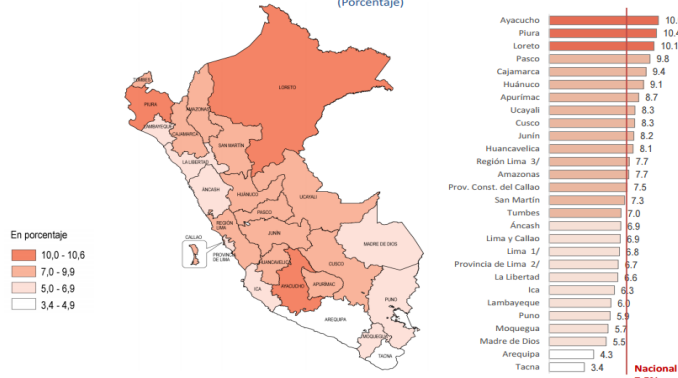 (Porcentaje)
TUMBES
LORETO
PIURA
AMAZONAS
LAMBAYEQUE
CAJAMARCA
SAN MARTÍN
LA LIBERTAD
ÁNCASH
HUÁNUCO
UCAYALI
PASCO
REGIÓN
LIMA
JUNÍN
CALLAO
MADRE DE DIOS
DE LIMA
HUANCAVELICA
CUSCO
AYACUCHO
APURÍMAC
ICA
PUNO
AREQUIPA
MOQUEGUA
TACNA
En porcentaje
10,0 - 10,6
7,0 - 9,9
5,0 - 6,9
3,4 - 4,9
Ayacucho 10.
Piura 10.4
Loreto 10.1
Pasco 9.8
Cajamarca 9.4
Huánuco 9.1
Apurímac 8.7
Ucayali 8.3
Cusco 8.3
Junín 8.2
Huancavelica 8.1
Región Lima 3/ 7.7
Amazonas 7.7
Prov. Const. del Callao 7.5
San Martín 7.3
Tumbes 7.0
Áncash 6.9
Lima y Callao 6.9
Lima 1/ 6.8
Provincia de Lima 2/ 6.7
La Libertad 6.6
Ica 6.3
Lambayeque 6.0
Puno 5.9
Moquegua 5.7
Madre de Dios 5.5
Arequipa 4.3
Tacna 3.4
Nacional